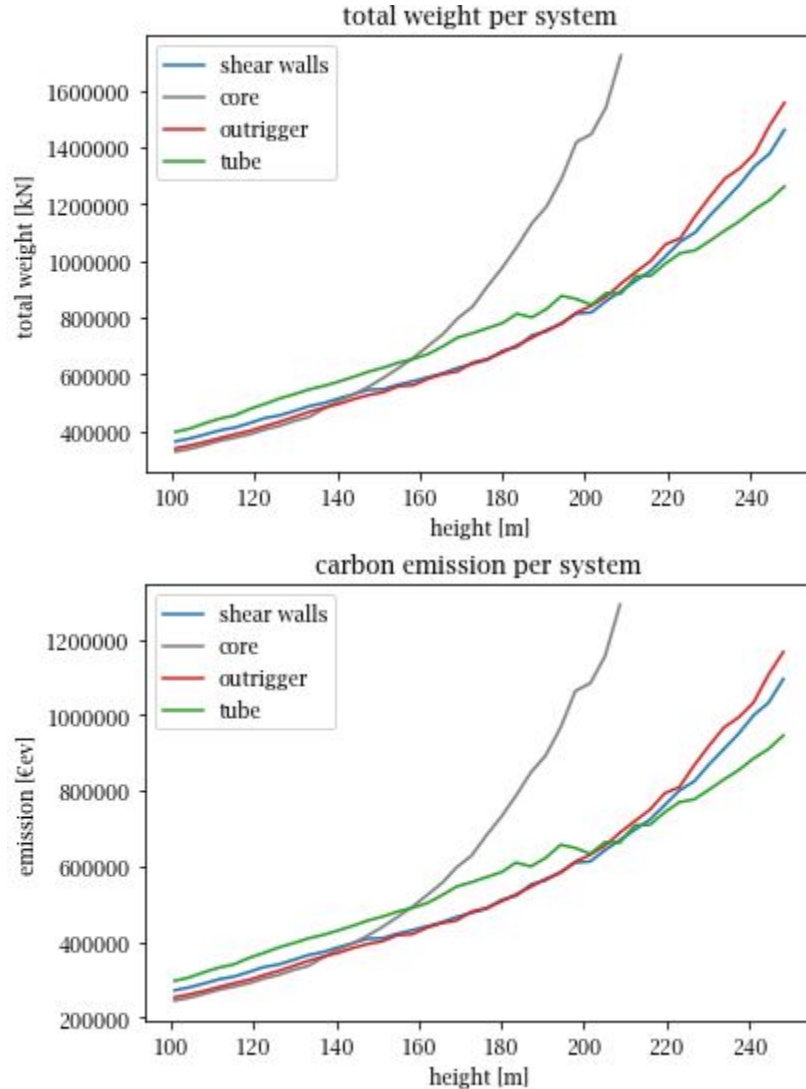 total weight per system
shear walls
core
outrigger
tube
1600000
1400000
1200000
1000000
800000
600000
400000
total weight [kN]
100 120 140 160 180 200 220 240
height [m]
carbon emission per system
shear walls
core
outrigger
tube
1200000
1000000
800000
600000
400000
200000
emission [€ev]
100 120 140 160 180 200 220 240
height [m]